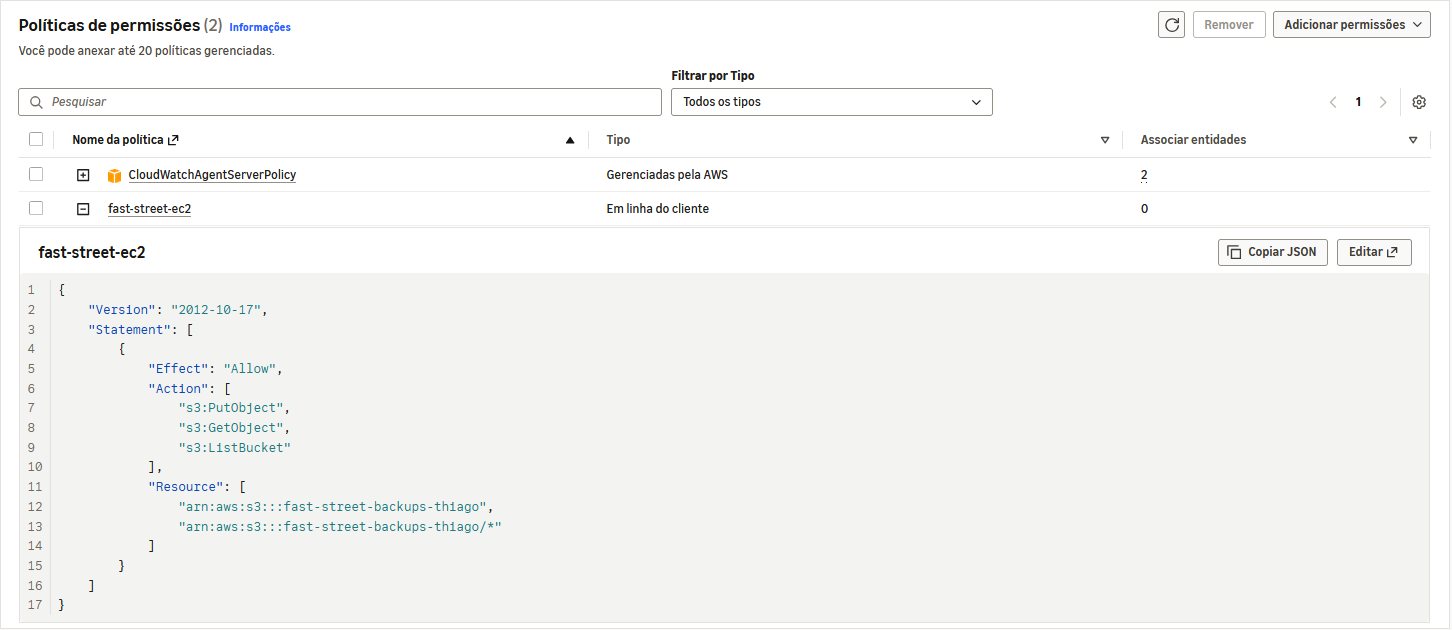 Políticas de permissões (2) Informações
Remover
Adicionar permissões
Você pode anexar até 20 políticas gerenciadas.
Filtrar por Tipo
Pesquisar
Todos os tipos
1
Nome da política Tipo Associar entidades
CloudWatchAgentServerPolicy Gerenciadas pela AWS 2
fast-street-ec2 Em linha do cliente 0
fast-street-ec2
Copiar JSON
Editar
1 {
2     "Version": "2012-10-17",
3     "Statement": [
4         {
5             "Effect": "Allow",
6             "Action": [
7                 "s3:PutObject",
8                 "s3:GetObject",
9                 "s3:ListBucket"
10             ],
11             "Resource": [
12                 "arn:aws:s3:::fast-street-backups-thiago",
13                 "arn:aws:s3:::fast-street-backups-thiago/*"
14             ]
15         }
16     ]
17 }